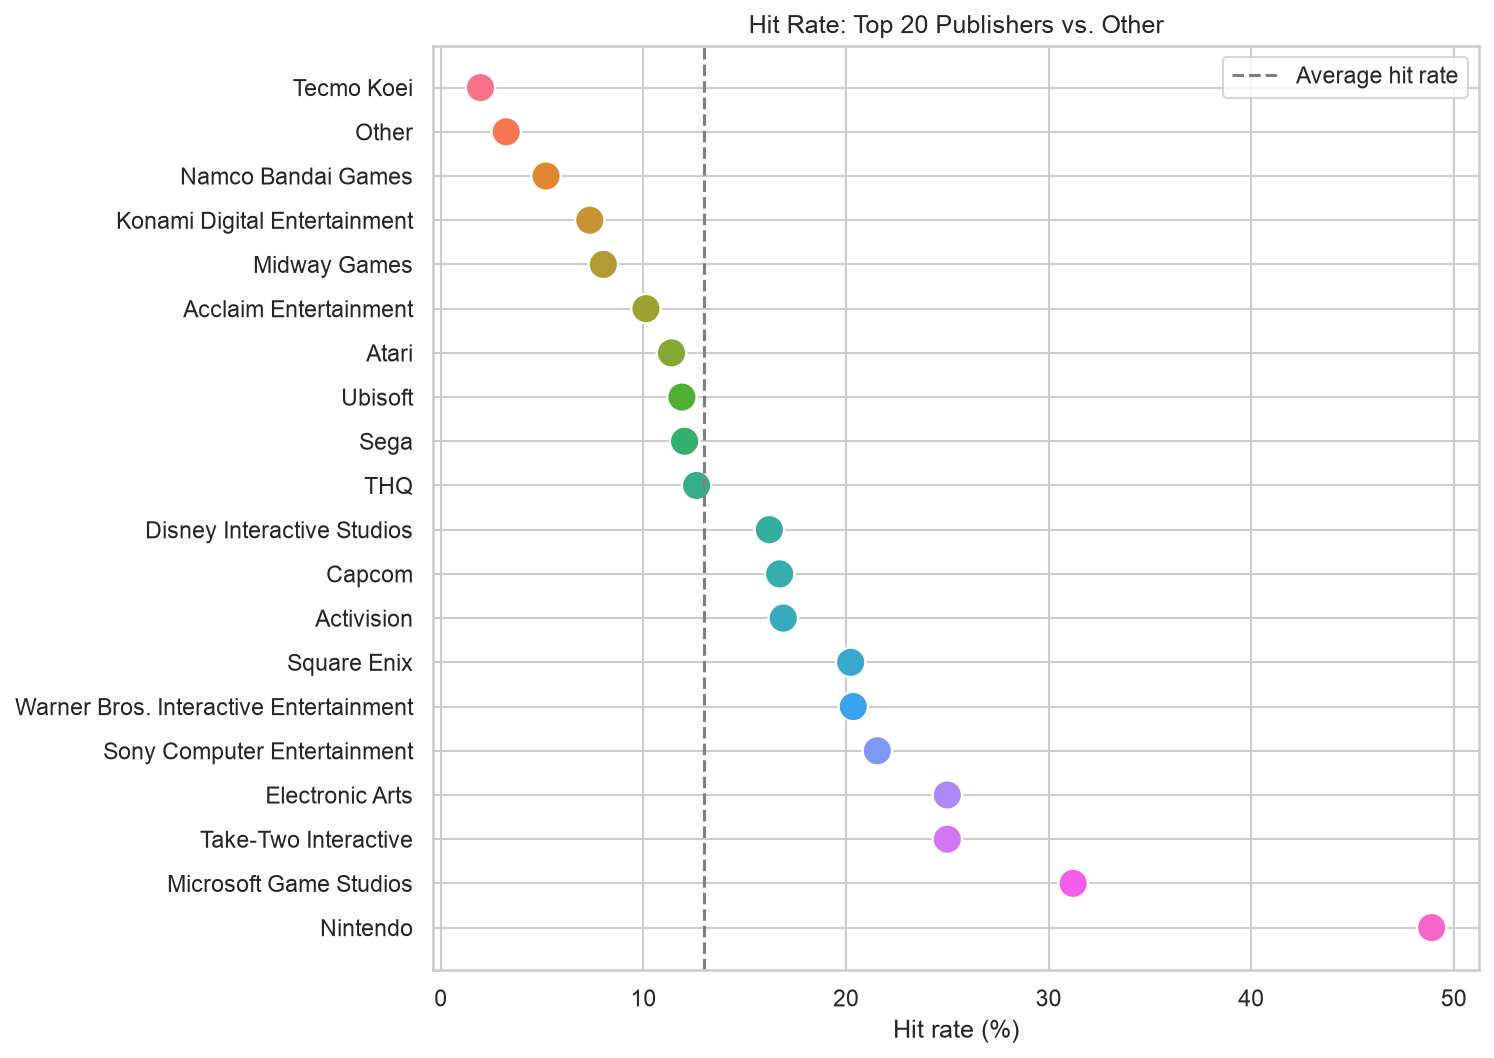 Hit Rate: Top 20 Publishers vs. Other
Average hit rate
Tecmo Koei
Other
Namco Bandai Games
Konami Digital Entertainment
Midway Games
Acclaim Entertainment
Atari
Ubisoft
Sega
THQ
Disney Interactive Studios
Capcom
Activision
Square Enix
Warner Bros. Interactive Entertainment
Sony Computer Entertainment
Electronic Arts
Take-Two Interactive
Microsoft Game Studios
Nintendo
0 10 20 30 40 50
Hit rate (%)